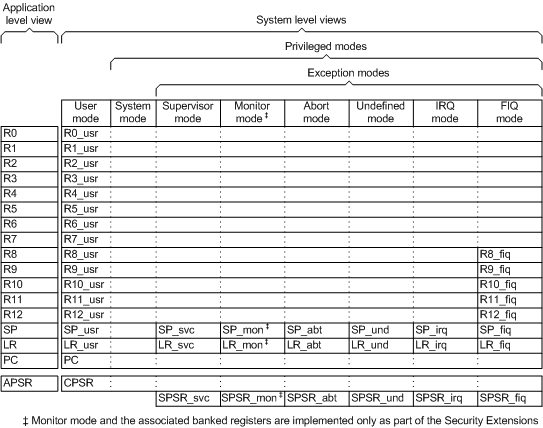 Application level view System level views
Privileged modes
Exception modes
User mode System mode Supervisor mode Monitor mode‡ Abort mode Undefined mode IRQ mode FIQ mode
R0 R0_usr
R1 R1_usr
R2 R2_usr
R3 R3_usr
R4 R4_usr
R5 R5_usr
R6 R6_usr
R7 R7_usr
R8 R8_usr R8_fiq
R9 R9_usr R9_fiq
R10 R10_usr R10_fiq
R11 R11_usr R11_fiq
R12 R12_usr R12_fiq
SP SP_usr SP_svc SP_mon‡ SP_abt SP_und SP_irq SP_fiq
LR LR_usr LR_svc LR_mon‡ LR_abt LR_und LR_irq LR_fiq
PC PC
APSR CPSR
SPSR_svc SPSR_mon‡ SPSR_abt SPSR_und SPSR_irq SPSR_fiq
‡ Monitor mode and the associated banked registers are implemented only as part of the Security Extensions